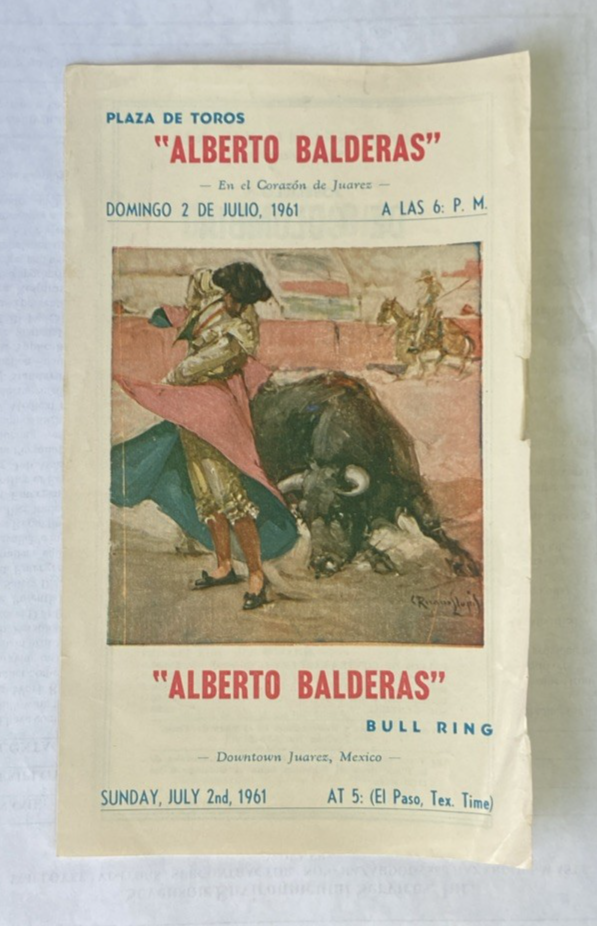 PLAZA DE TOROS
"ALBERTO BALDERAS"
— En el Corazón de Juarez —
DOMINGO 2 DE JULIO, 1961 A LAS 6: P. M.
"ALBERTO BALDERAS"
BULL RING
— Downtown Juarez, Mexico —
SUNDAY, JULY 2nd, 1961 AT 5: (El Paso, Tex. Time)